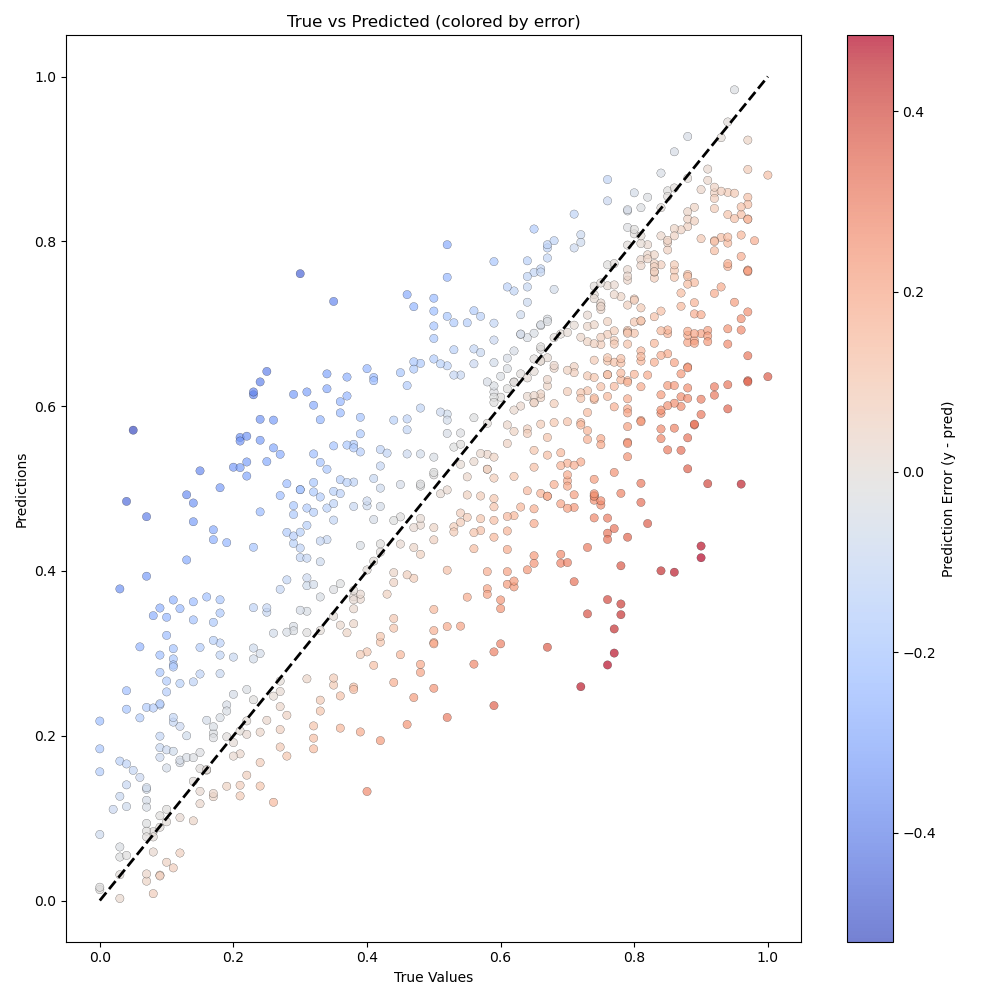 True vs Predicted (colored by error)
Predictions
1.0
0.8
0.6
0.4
0.2
0.0
0.0 0.2 0.4 0.6 0.8 1.0
True Values
0.4
0.2
0.0
−0.2
−0.4
Prediction Error (y - pred)